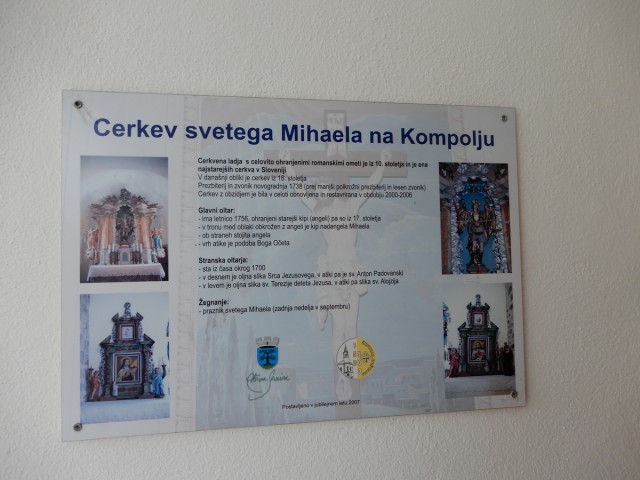 Cerkev svetega Mihaela na Kompolju
Cerkvena ladja s celovito ohranjenimi romanskimi ometi je iz 10. stoletja in je ena
najstarejših cerkva v Sloveniji
V današnji obliki je cerkev iz 18. stoletja
Prezbiterij in zvonik novogradnja 1738 (prej manjši polkrožni prezbiterij in lesen zvonik)
Cerkev z obzidjem je bila v celoti obnovljena in restavrirana v obdobju 2000-2006
Glavni oltar:
- ima letnico 1756, ohranjeni starejši kipi (angeli) pa so iz 17. stoletja
- v tronu med oblaki obkrožen z angeli je kip nadangela Mihaela
- ob straneh stojita angela
- vrh atike je podoba Boga Očeta
Stranska oltarja:
- sta iz časa okrog 1700
- v desnem je oljna slika Srca Jezusovega, v atiki pa je sv. Anton Padovanski
- v levem je oljna slika sv. Terezije deteta Jezusa, v atiki pa slika sv. Alojzija
Žegnanje:
- praznik svetega Mihaela (zadnja nedelja v septembru)
Postavljeno v jubilejnem letu 2007